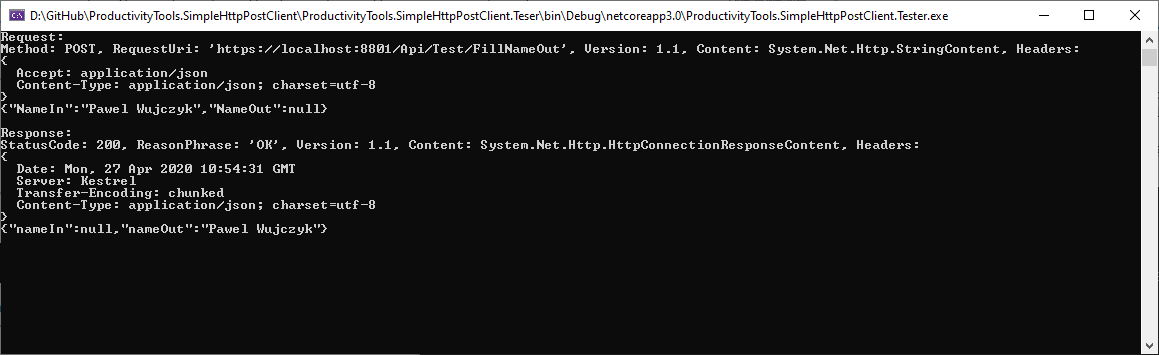 D:\GitHub\ProductivityTools.SimpleHttpPostClient\ProductivityTools.SimpleHttpPostClient.Teser\bin\Debug\netcoreapp3.0\ProductivityTools.SimpleHttpPostClient.Tester.exe
Request:
Method: POST, RequestUri: 'https://localhost:8801/Api/Test/FillNameOut', Version: 1.1, Content: System.Net.Http.StringContent, Headers:
{
  Accept: application/json
  Content-Type: application/json; charset=utf-8
}
{"NameIn":"Pawel Wujczyk","NameOut":null}
Response:
StatusCode: 200, ReasonPhrase: 'OK', Version: 1.1, Content: System.Net.Http.HttpConnectionResponseContent, Headers:
{
  Date: Mon, 27 Apr 2020 10:54:31 GMT
  Server: Kestrel
  Transfer-Encoding: chunked
  Content-Type: application/json; charset=utf-8
}
{"nameIn":null,"nameOut":"Pawel Wujczyk"}